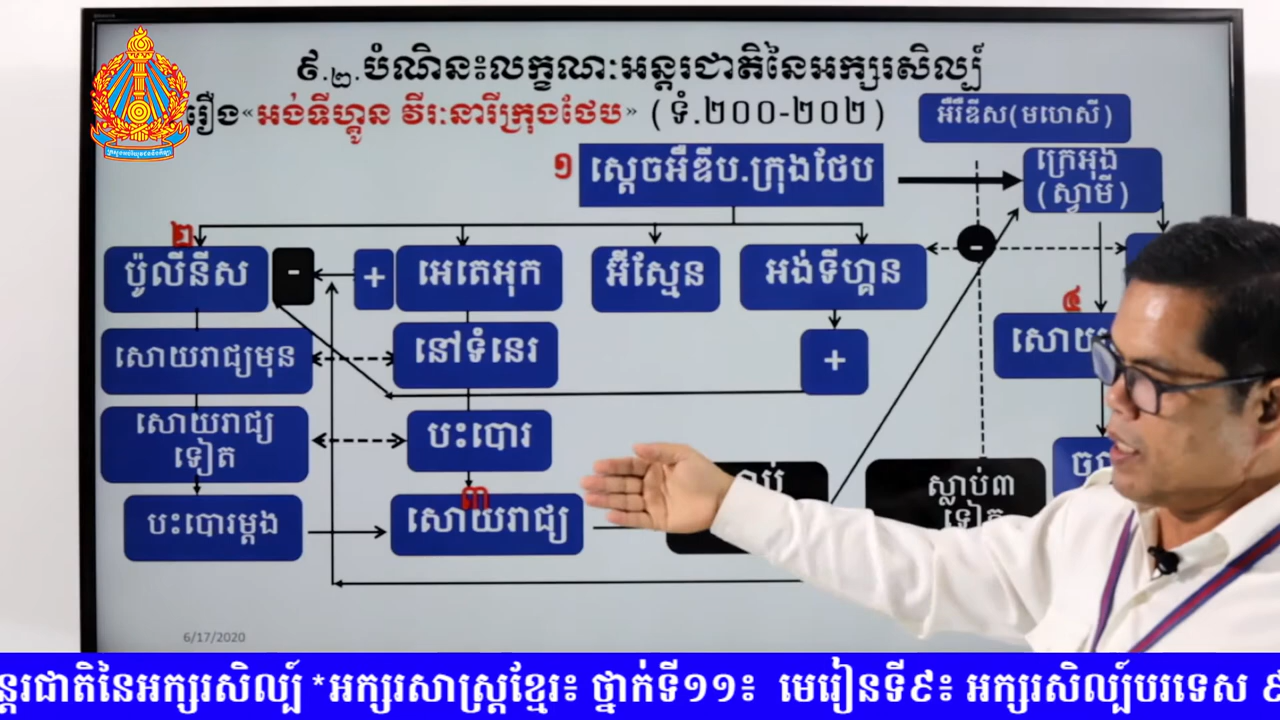 ៩.២.បំណិន៖លក្ខណៈអន្តរជាតិនៃអក្សរសិល្ប៍
រឿង«អង់ទីហ្គូន វីរៈនារីក្រុងថែប» (ទំ.២០០-២០២)
អឺរីឌីស(មហេសី)
១ ស្តេចអឺឌីប.ក្រុងថែប
ក្រេអុង
(ស្វាមី)
២
ប៉ូលីនីស - + អេតេអុក អ៊ីស្មែន អង់ទីហ្គូន -
៤
សោយរាជ្យមុន នៅទំនេរ +
សោយ
សោយរាជ្យ
ទៀត
បះបោរ
ស្លាប់៣
ទៀត
៣
បះបោរម្តង សោយរាជ្យ
6/17/2020
ន្តរជាតិនៃអក្សរសិល្ប៍ *អក្សរសាស្ត្រខ្មែរ៖ ថ្នាក់ទី១១៖ មេរៀនទី៩៖ អក្សរសិល្ប៍បរទេស ៩